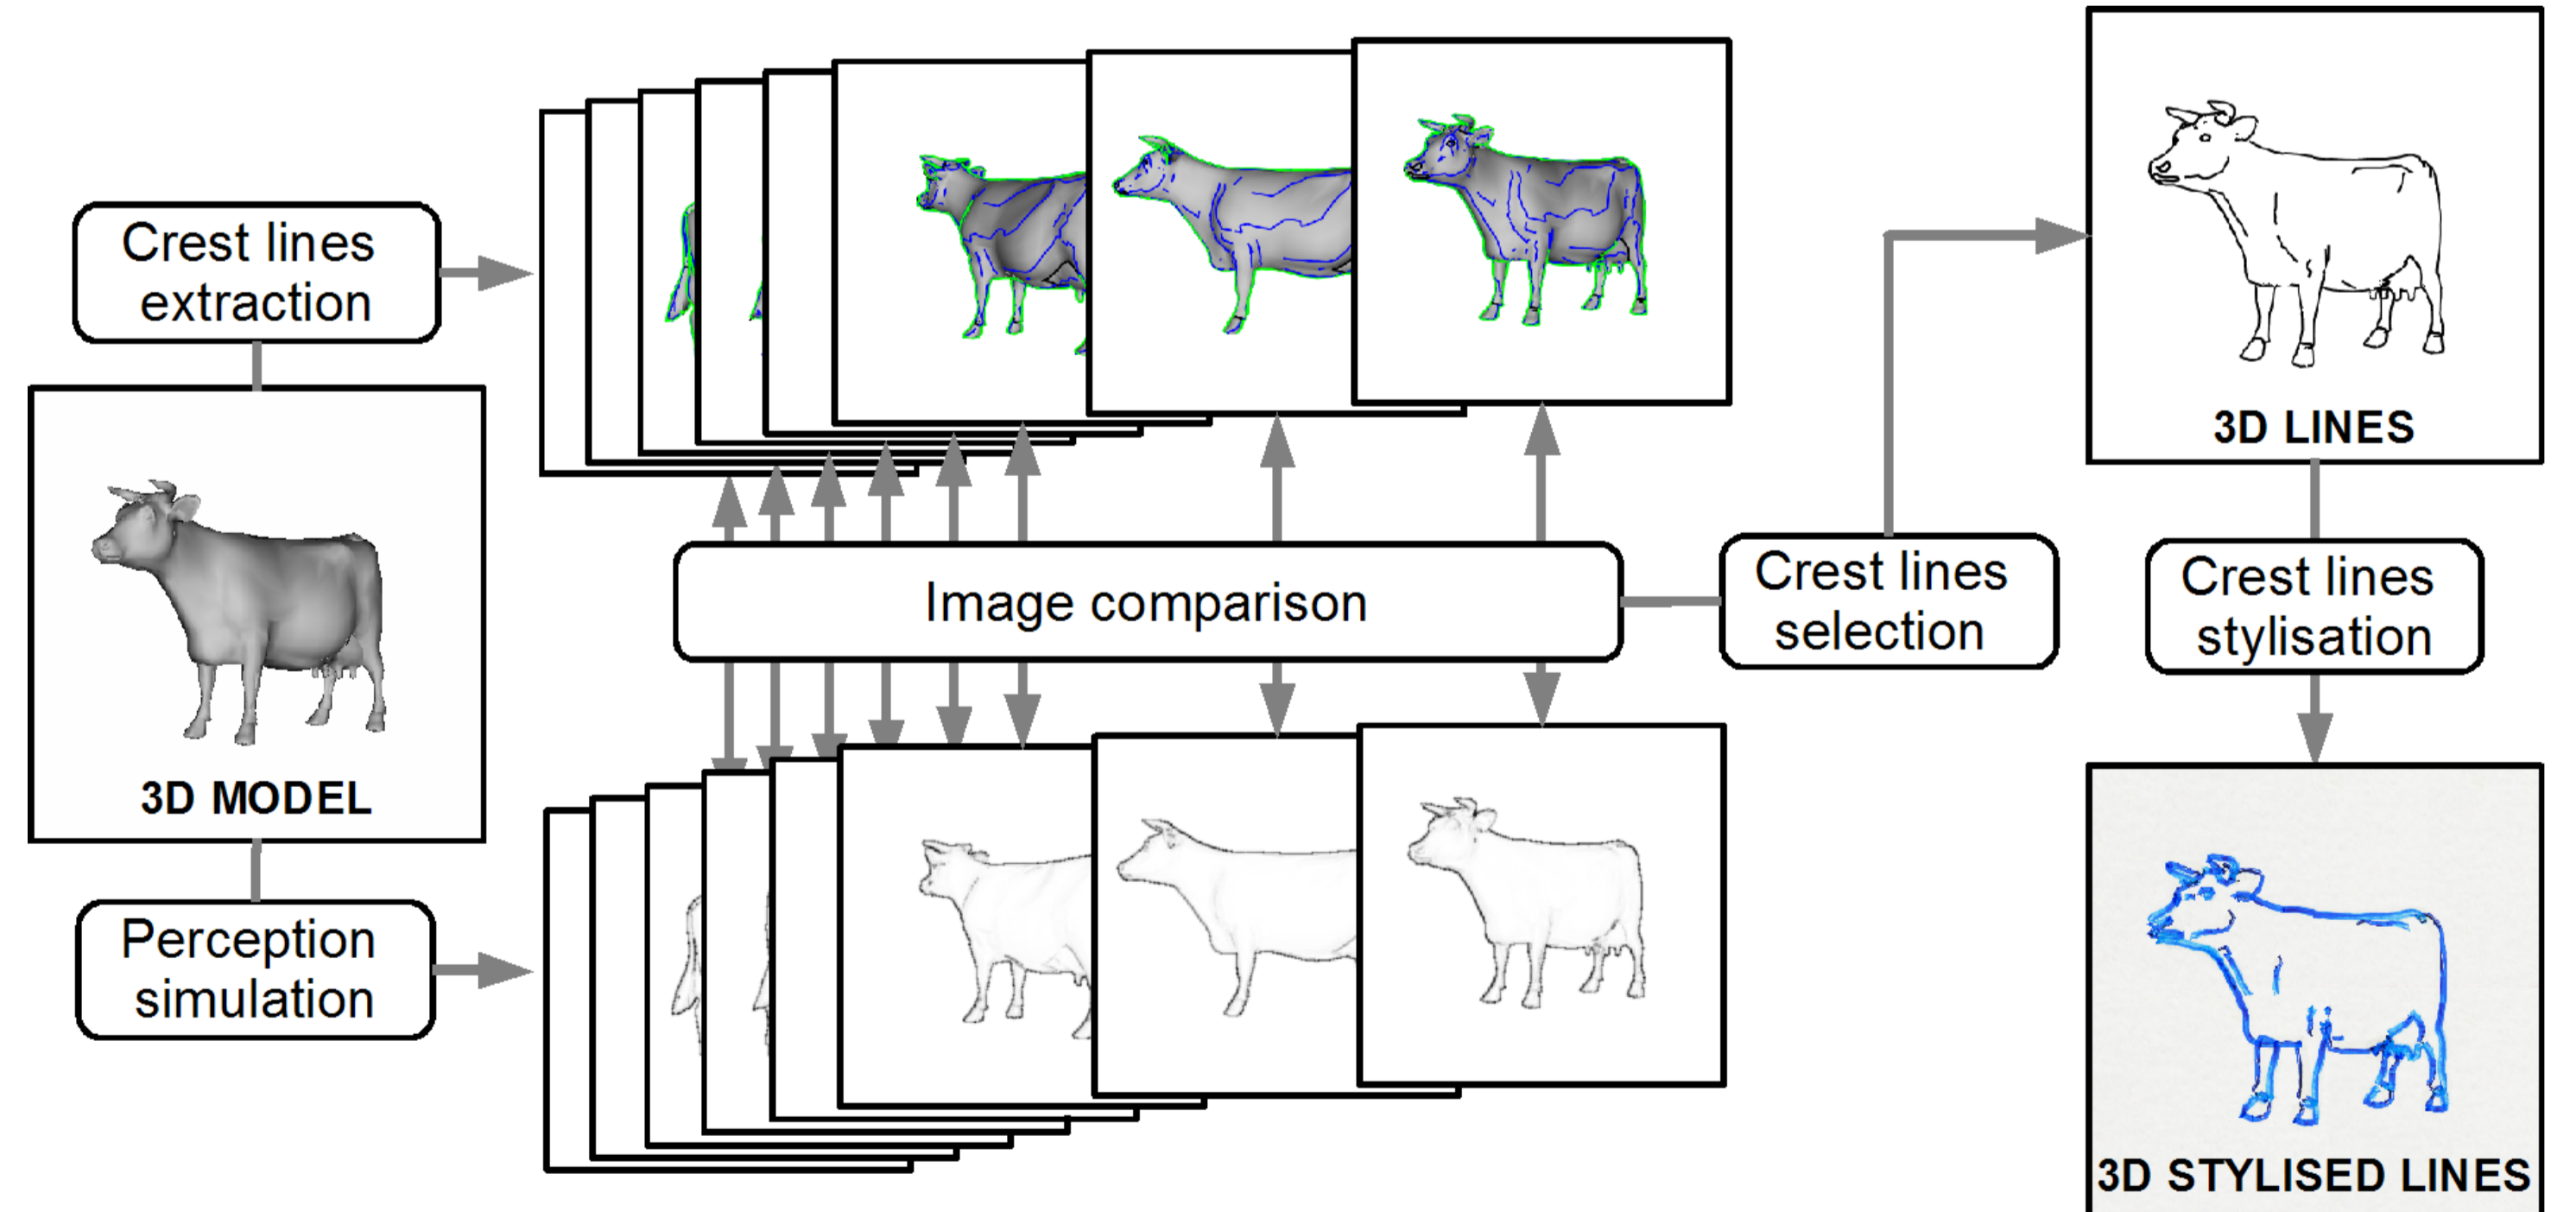 Crest lines
extraction
3D MODEL
Perception
simulation
Image comparison
Crest lines
selection
3D LINES
Crest lines
stylisation
3D STYLISED LINES